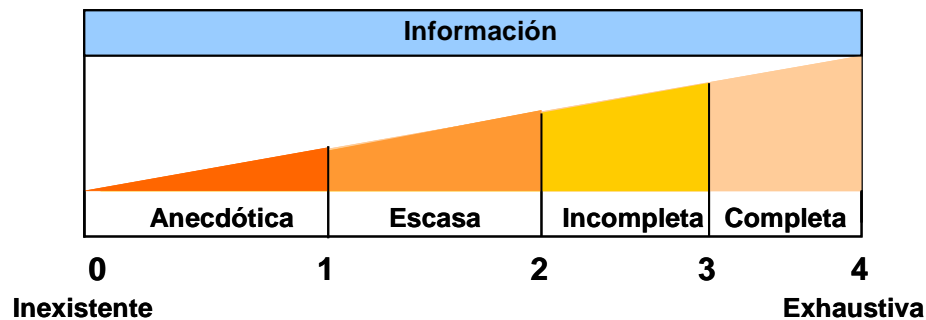 Información
Anecdótica Escasa Incompleta Completa
0 1 2 3 4
Inexistente Exhaustiva